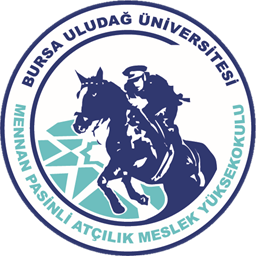 BURSA ULUDAĞ ÜNİVERSİTESİ
MENNAN PASİNLİ ATÇILIK MESLEK YÜKSEKOKULU